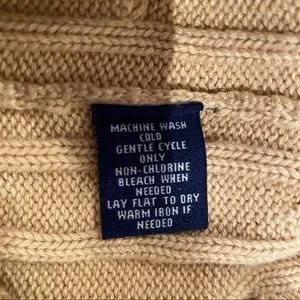 MACHINE WASH
COLD
GENTLE CYCLE
ONLY
NON-CHLORINE
BLEACH WHEN
NEEDED
LAY FLAT TO DRY
WARM IRON IF
NEEDED